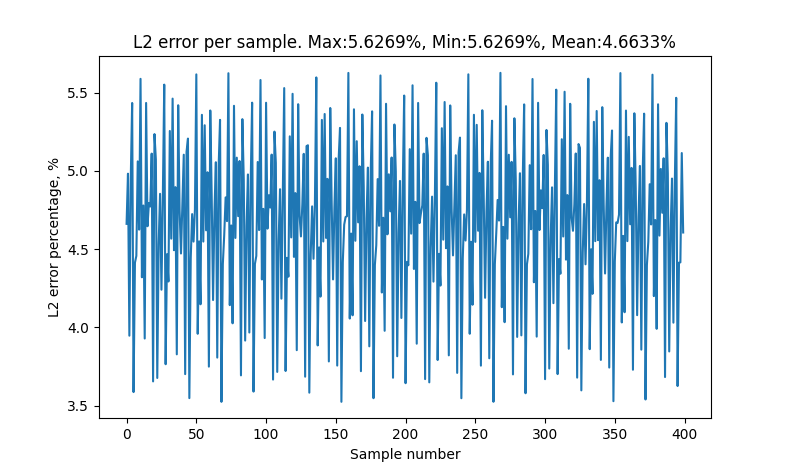 L2 error per sample. Max:5.6269%, Min:5.6269%, Mean:4.6633%
L2 error percentage, %
5.5
5.0
4.5
4.0
3.5
0 50 100 150 200 250 300 350 400
Sample number